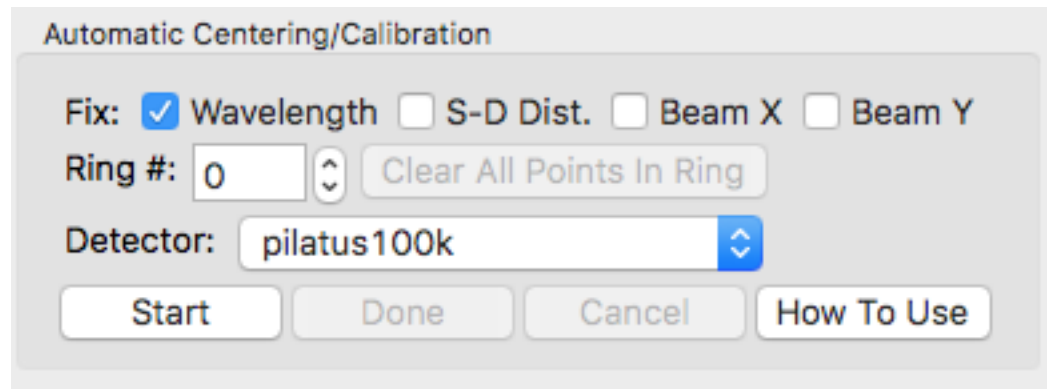 Automatic Centering/Calibration
Fix: Wavelength S-D Dist. Beam X Beam Y
Ring #: 0 Clear All Points In Ring
Detector: pilatus100k
Start Done Cancel How To Use